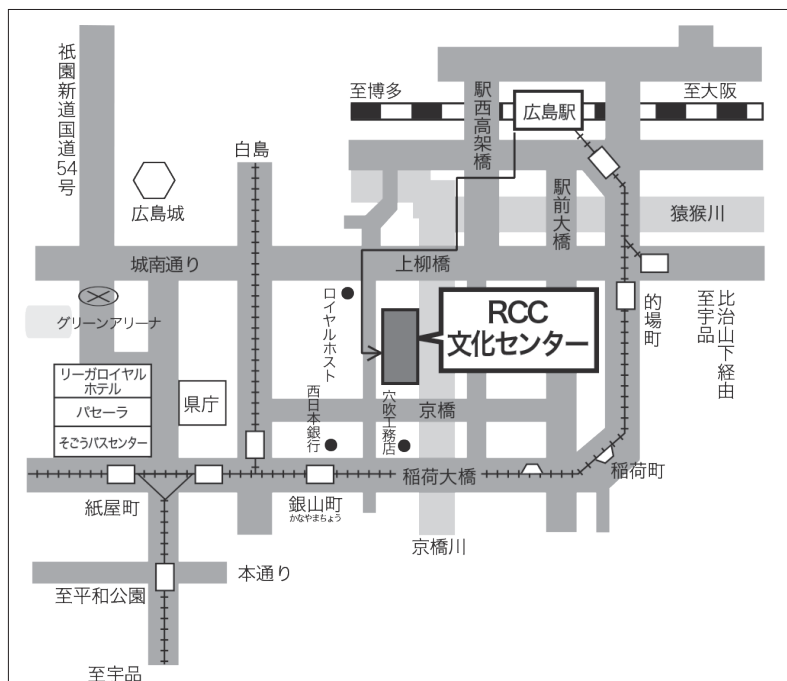 祇園新道国道54号
至博多
駅西高架橋
広島駅
至大阪
白島
広島城
駅前大橋
猿猴川
城南通り
上柳橋
グリーンアリーナ
ロイヤルホスト
RCC
文化センター
的場町
比治山下経由
至宇品
リーガロイヤル
ホテル
パセーラ
そごうバスセンター
県庁
西日本銀行
穴吹工務店
京橋
稲荷大橋
稲荷町
紙屋町
銀山町
かなやまちょう
京橋川
本通り
至平和公園
至宇品